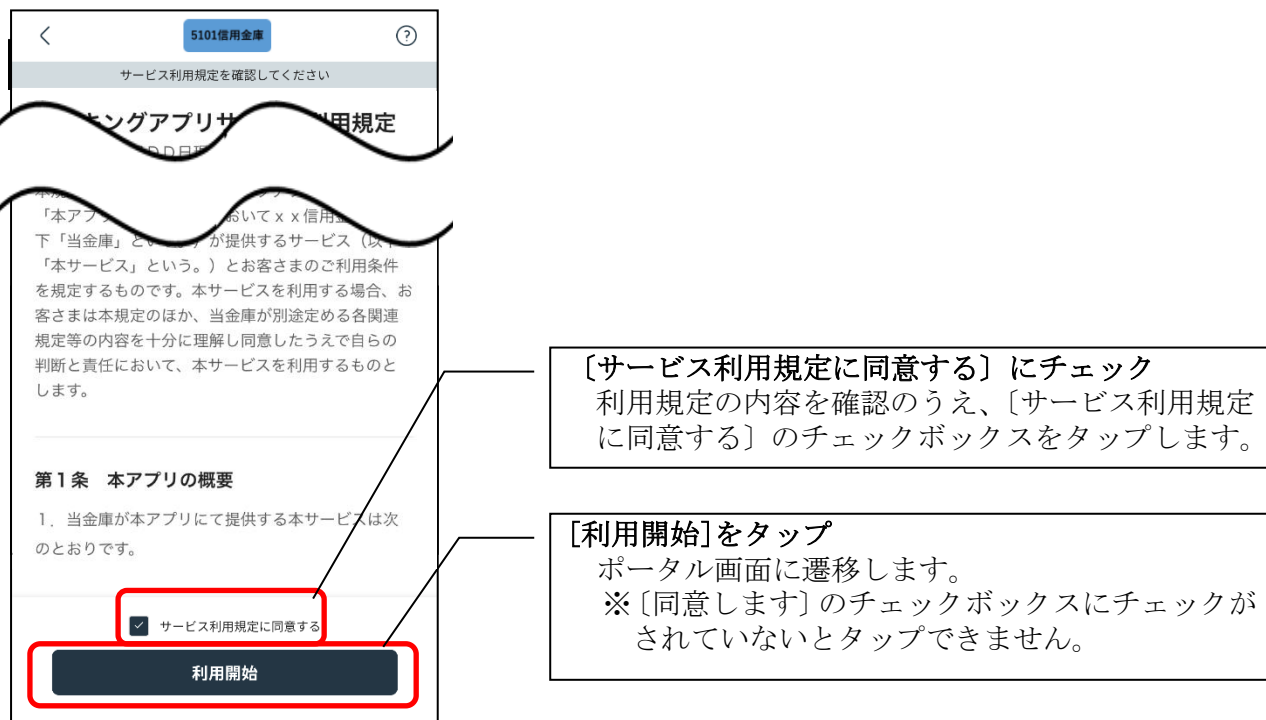 5101信用金庫
?
サービス利用規定を確認してください
ングアプリサ 利用規定
ＤＤ日
「本アプ おいてｘｘ信用
下「当金庫」と が提供するサービス（以
「本サービス」という。）とお客さまのご利用条件
を規定するものです。本サービスを利用する場合、お
客さまは本規定のほか、当金庫が別途定める各関連
規定等の内容を十分に理解し同意したうえで自らの
判断と責任において、本サービスを利用するものと
します。
第１条　本アプリの概要
１．当金庫が本アプリにて提供する本サービスは次
のとおりです。
サービス利用規定に同意する
利用開始
〔サービス利用規定に同意する〕にチェック
利用規定の内容を確認のうえ、〔サービス利用規定
に同意する〕のチェックボックスをタップします。
[利用開始]をタップ
ポータル画面に遷移します。
※〔同意します〕のチェックボックスにチェックが
されていないとタップできません。